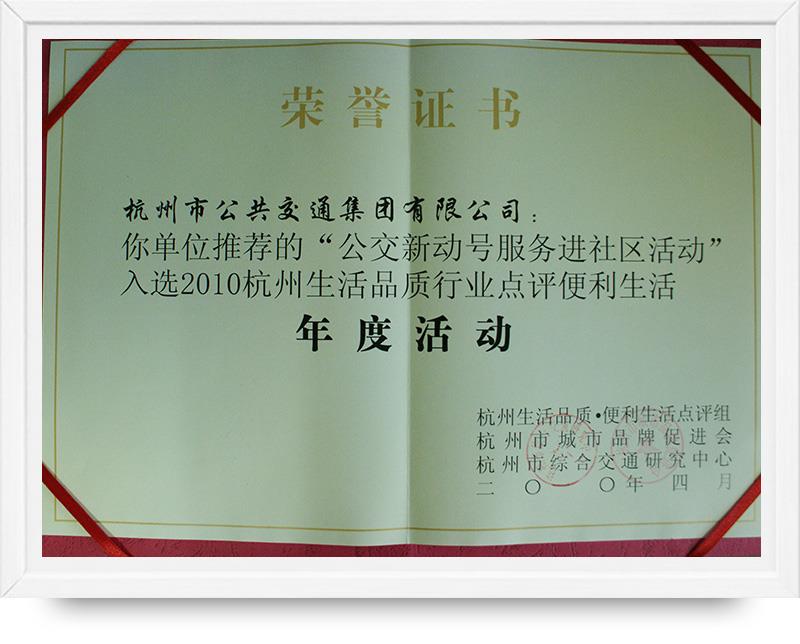 荣誉证书
杭州市公共交通集团有限公司：
你单位推荐的“公交新动号服务进社区活动”
入选2010杭州生活品质行业点评便利生活
年度活动
杭州生活品质·便利生活点评组
杭州市城市品牌促进会
杭州市综合交通研究中心
二〇 〇年四月